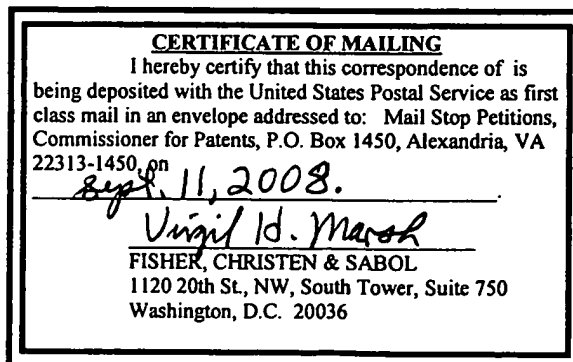 CERTIFICATE OF MAILING
I hereby certify that this correspondence of is
being deposited with the United States Postal Service as first
class mail in an envelope addressed to: Mail Stop Petitions,
Commissioner for Patents, P.O. Box 1450, Alexandria, VA
22313-1450, on
Sept. 11, 2008.
Virgil H. Marsh
FISHER, CHRISTEN & SABOL
1120 20th St., NW, South Tower, Suite 750
Washington, D.C. 20036